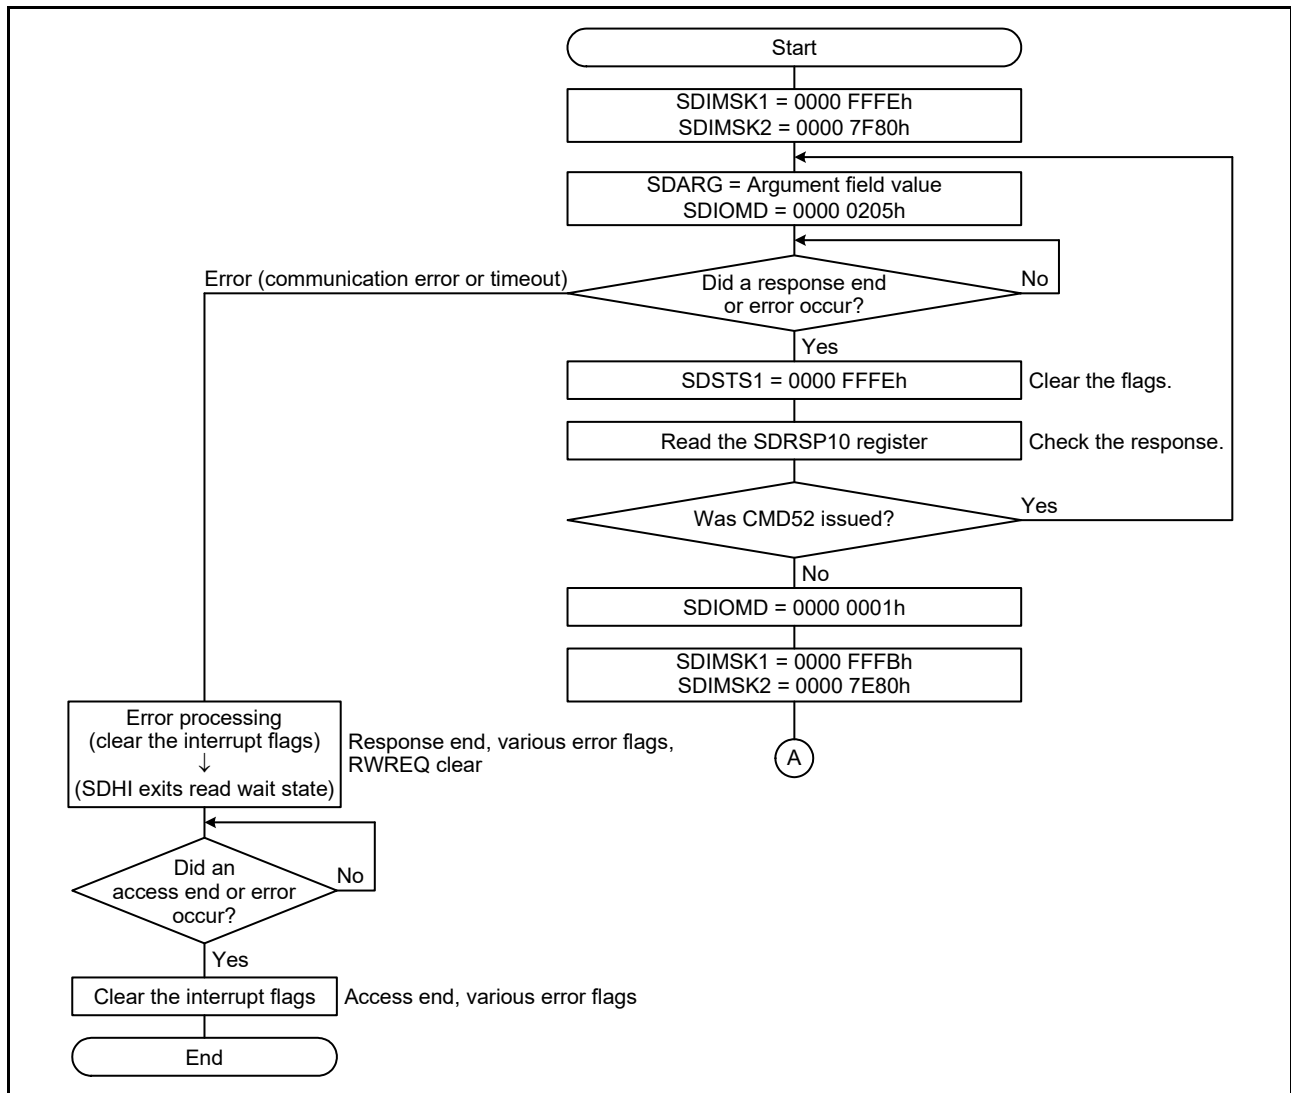 Start
SDIMSK1 = 0000 FFFEh
SDIMSK2 = 0000 7F80h
SDARG = Argument field value
SDIOMD = 0000 0205h
Error (communication error or timeout)
Did a response end
or error occur?
No
Yes
SDSTS1 = 0000 FFFEh
Clear the flags.
Read the SDRSP10 register
Check the response.
Was CMD52 issued?
Yes
No
SDIOMD = 0000 0001h
SDIMSK1 = 0000 FFFBh
SDIMSK2 = 0000 7E80h
A
Error processing
(clear the interrupt flags)
↓
(SDHI exits read wait state)
Response end, various error flags,
RWREQ clear
Did an
access end or error
occur?
No
Yes
Clear the interrupt flags
Access end, various error flags
End